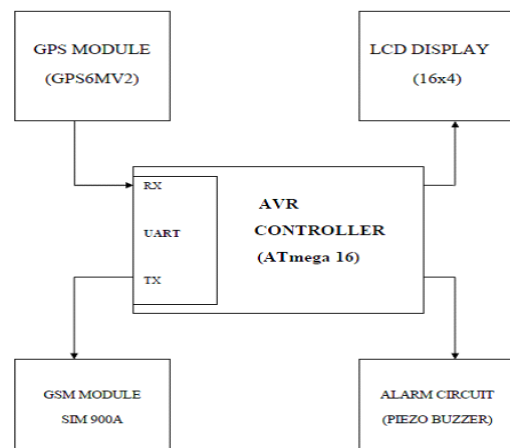 GPS MODULE
(GPS6MV2)
LCD DISPLAY
(16x4)
RX
UART
TX
AVR
CONTROLLER
(ATmega 16)
GSM MODULE
SIM 900A
ALARM CIRCUIT
(PIEZO BUZZER)